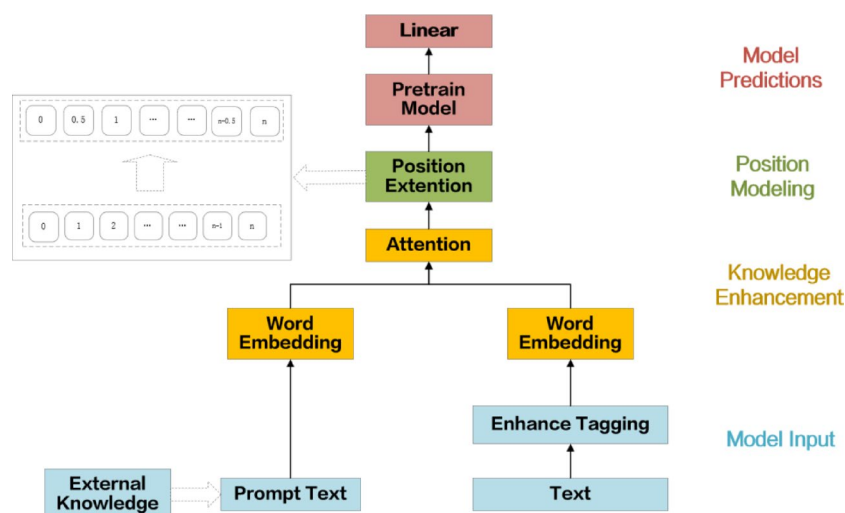 Linear
Model
Predictions
Pretrain
Model
0 0.5 1 ... ... n-0.5 n
Position
Extention
Position
Modeling
0 1 2 ... ... n-1 n
Attention
Knowledge
Enhancement
Word
Embedding
Word
Embedding
Enhance Tagging
Model Input
External
Knowledge
Prompt Text
Text